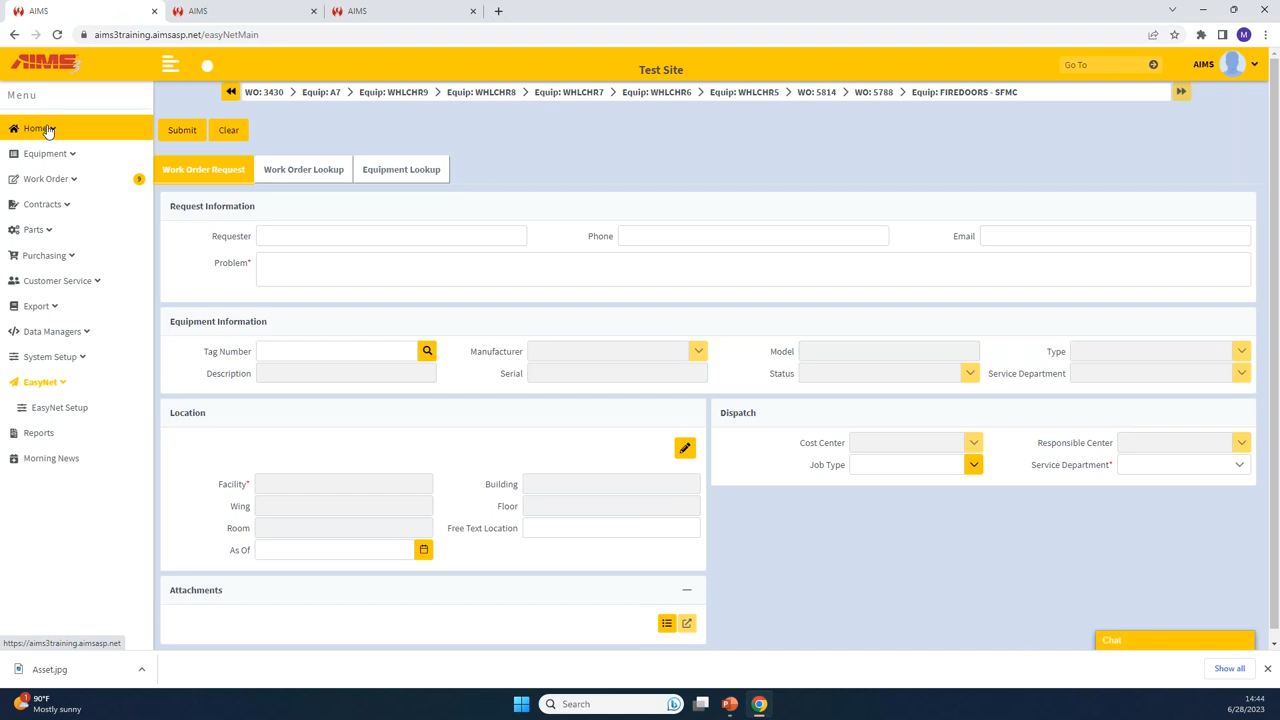 AIMS
AIMS
AIMS
aims3training.aimsasp.net/easyNetMain
M
AIMS
Test Site
Go To
AIMS
Menu
WO: 3430 > Equip: A7 > Equip: WHLCHR9 > Equip: WHLCHR8 > Equip: WHLCHR7 > Equip: WHLCHR6 > Equip: WHLCHR5 > WO: 5814 > WO: 5788 > Equip: FIREDOORS - SFMC
Home
Equipment
Work Order 9
Contracts
Parts
Purchasing
Customer Service
Export
Data Managers
System Setup
EasyNet
EasyNet Setup
Reports
Morning News
Submit Clear
Work Order Request Work Order Lookup Equipment Lookup
Request Information
Requester Phone Email
Problem*
Equipment Information
Tag Number Manufacturer Model Type
Description Serial Status Service Department
Location
Facility* Building
Wing Floor
Room Free Text Location
As Of
Dispatch
Cost Center Responsible Center
Job Type Service Department*
Attachments
Chat
https://aims3training.aimsasp.net
Asset.jpg
Show all
1
90°F
Mostly sunny
Search
14:44
6/28/2023